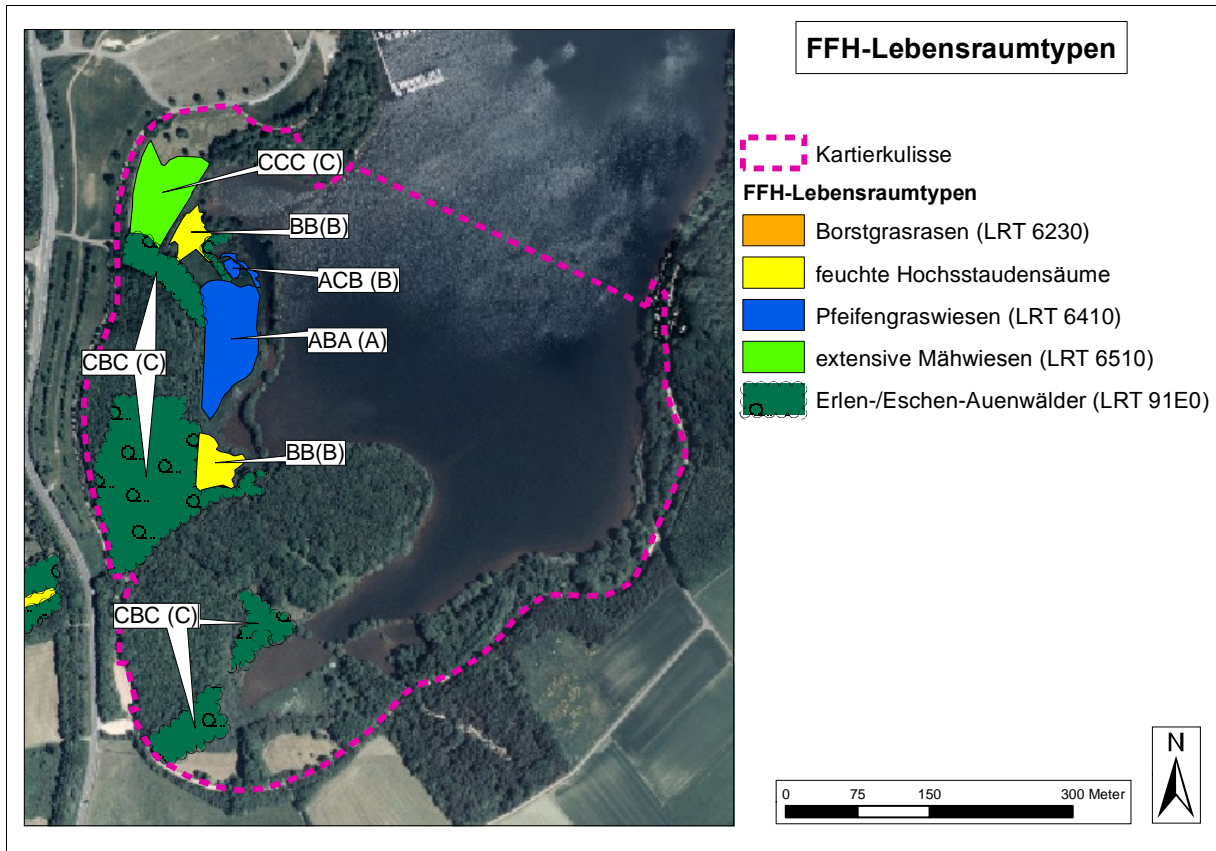 FFH-Lebensraumtypen
CCC (C)
BB(B)
ACB (B)
ABA (A)
CBC (C)
BB(B)
CBC (C)
Kartierkulisse
FFH-Lebensraumtypen
Borstgrasrasen (LRT 6230)
feuchte Hochsstaudensäume
Pfeifengraswiesen (LRT 6410)
extensive Mähwiesen (LRT 6510)
Erlen-/Eschen-Auenwälder (LRT 91E0)
0 75 150 300 Meter
N